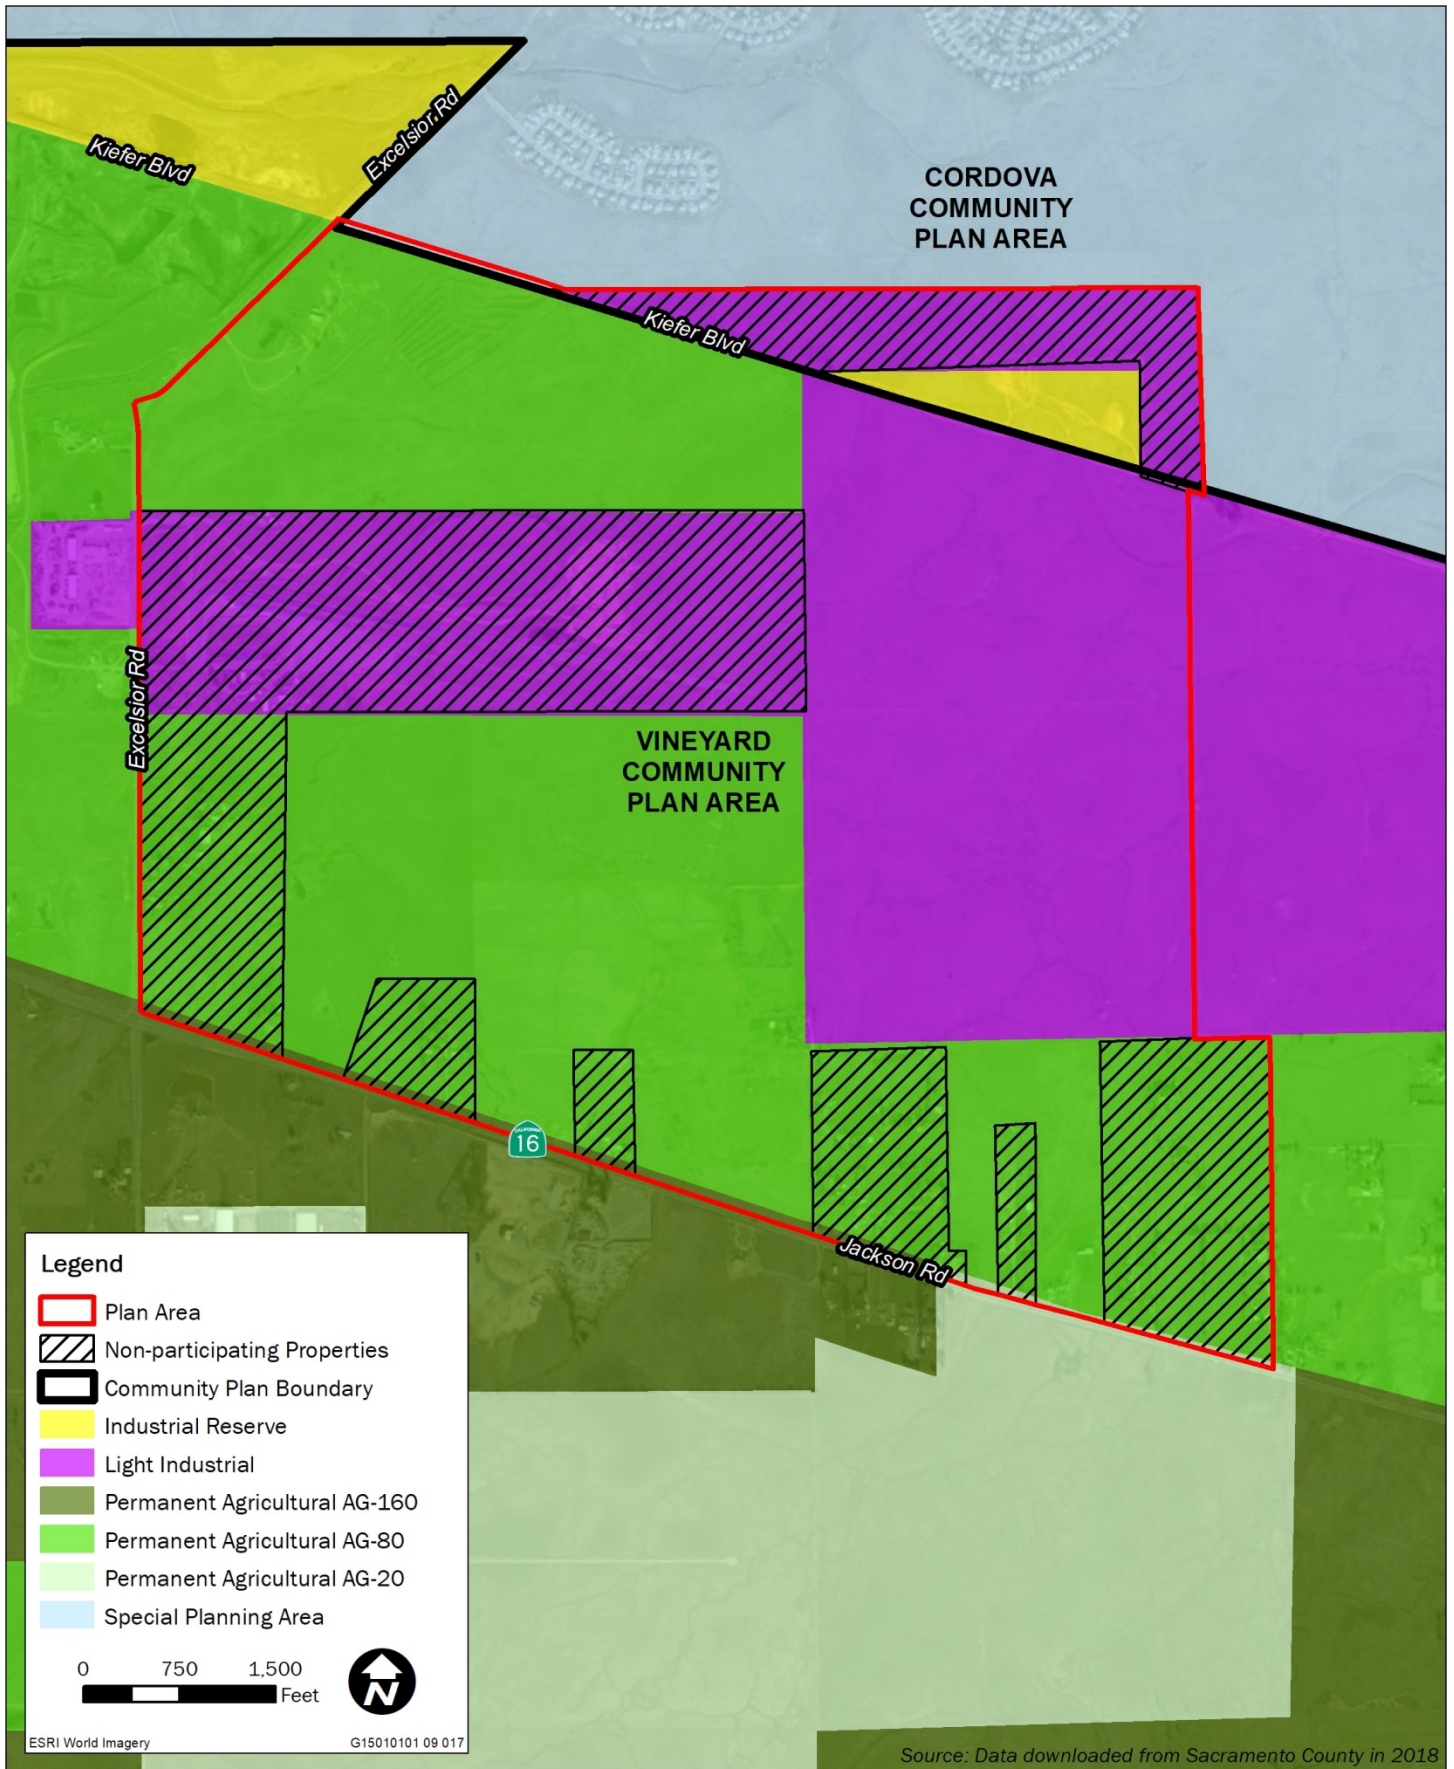 Excelsior Rd
Kiefer Blvd
CORDOVA
COMMUNITY
PLAN AREA
Kiefer Blvd
Excelsior Rd
VINEYARD
COMMUNITY
PLAN AREA
CALIFORNIA
16
Jackson Rd
Legend
Plan Area
Non-participating Properties
Community Plan Boundary
Industrial Reserve
Light Industrial
Permanent Agricultural AG-160
Permanent Agricultural AG-80
Permanent Agricultural AG-20
Special Planning Area
0 750 1,500
Feet
N
ESRI World Imagery G15010101 09 017
Source: Data downloaded from Sacramento County in 2018